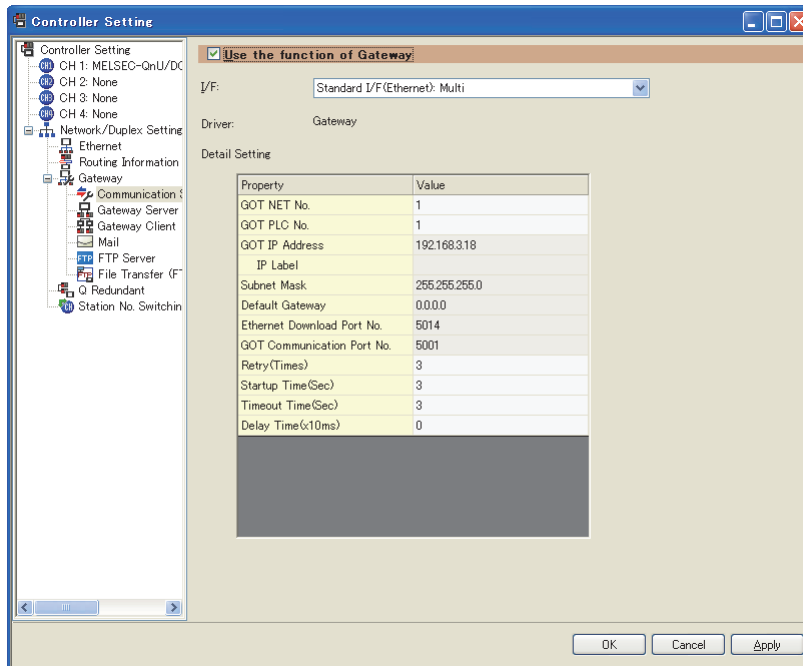 Controller Setting
Controller Setting
CH 1: MELSEC-QnU/DC
CH 2: None
CH 3: None
CH 4: None
Network/Duplex Setting
Ethernet
Routing Information
Gateway
Communication S
Gateway Server
Gateway Client
Mail
FTP Server
File Transfer (FT
Q Redundant
Station No. Switchin
Use the function of Gateway
I/F: Standard I/F(Ethernet): Multi
Driver: Gateway
Detail Setting
Property Value
GOT NET No. 1
GOT PLC No. 1
GOT IP Address 192.168.3.18
IP Label
Subnet Mask 255.255.255.0
Default Gateway 0.0.0.0
Ethernet Download Port No. 5014
GOT Communication Port No. 5001
Retry(Times) 3
Startup Time(Sec) 3
Timeout Time(Sec) 3
Delay Time(x10ms) 0
OK Cancel Apply